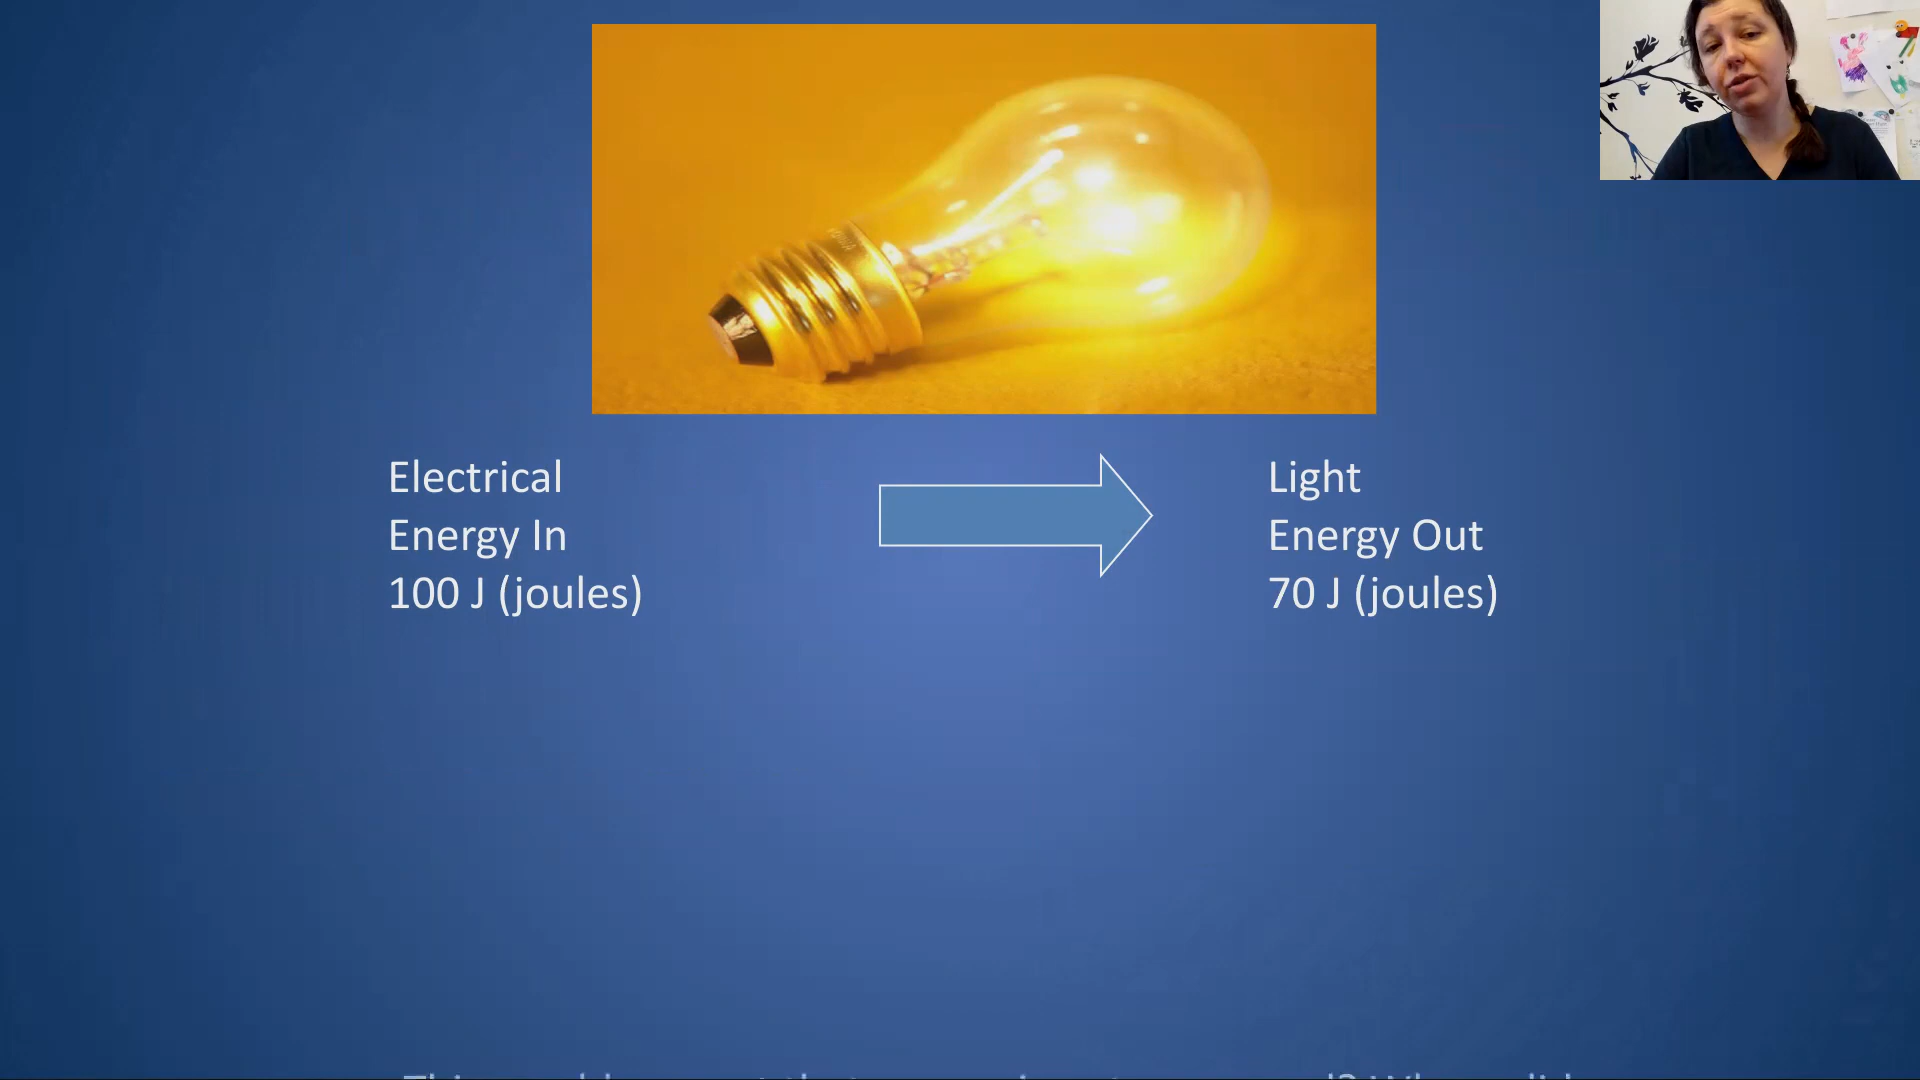 Electrical
Energy In
100 J (joules)
Light
Energy Out
70 J (joules)